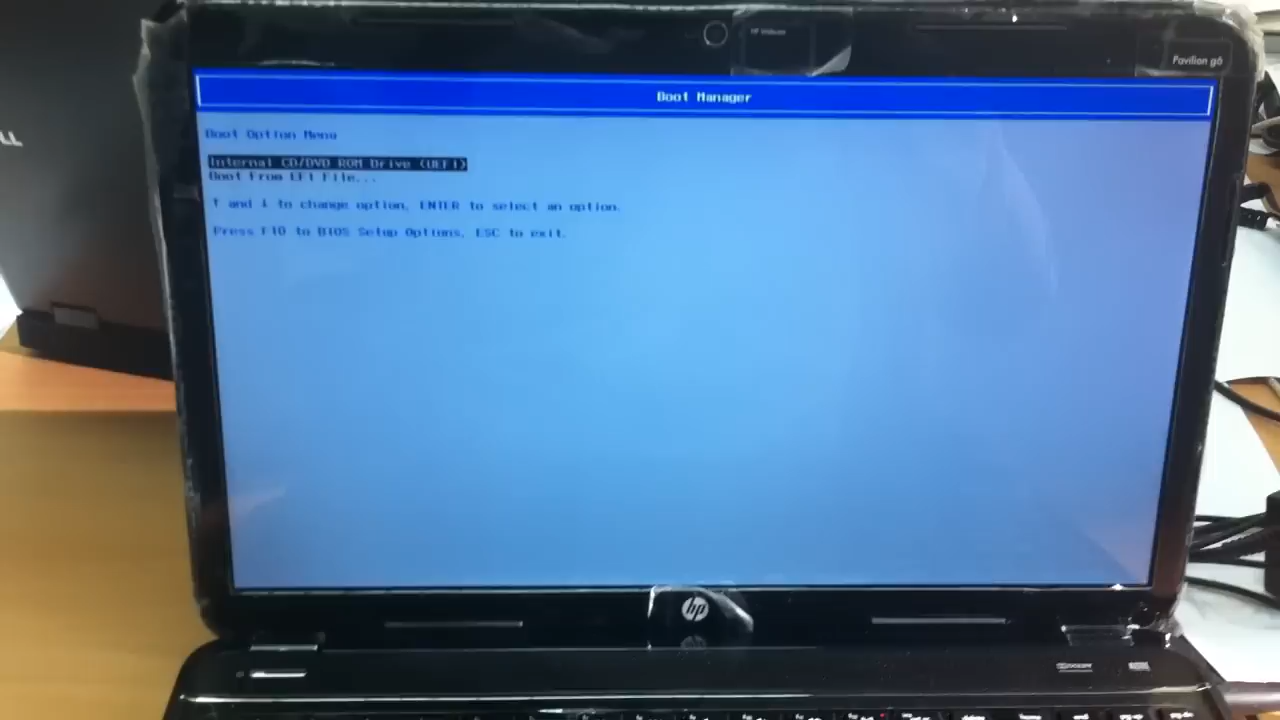 Pavilion g6
Boot Manager
LL
Boot Option Menu
Internal CD/DVD ROM Drive (UEFI)
Boot From EFI File...
↑ and ↓ to change option, ENTER to select an option.
Press F10 to BIOS Setup Options, ESC to exit.
hp